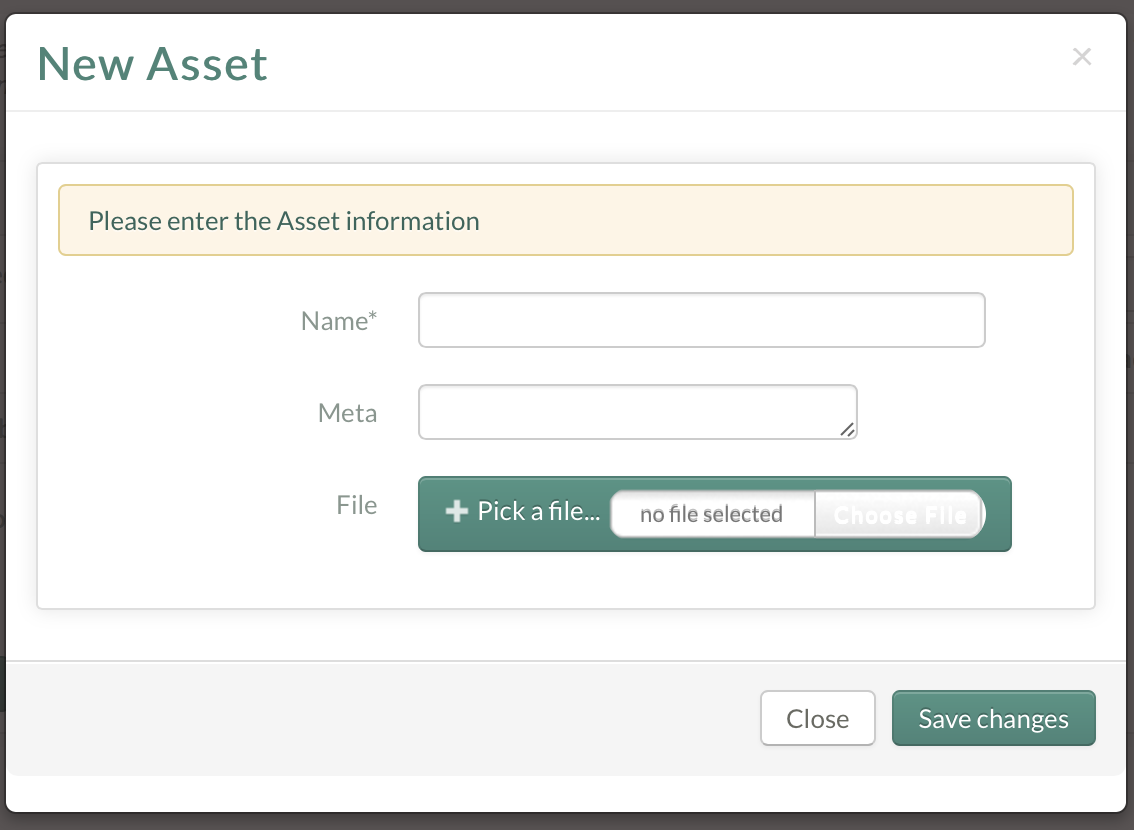 New Asset ×
Please enter the Asset information
Name*
Meta
File
Pick a file... no file selected Choose File
Close Save changes